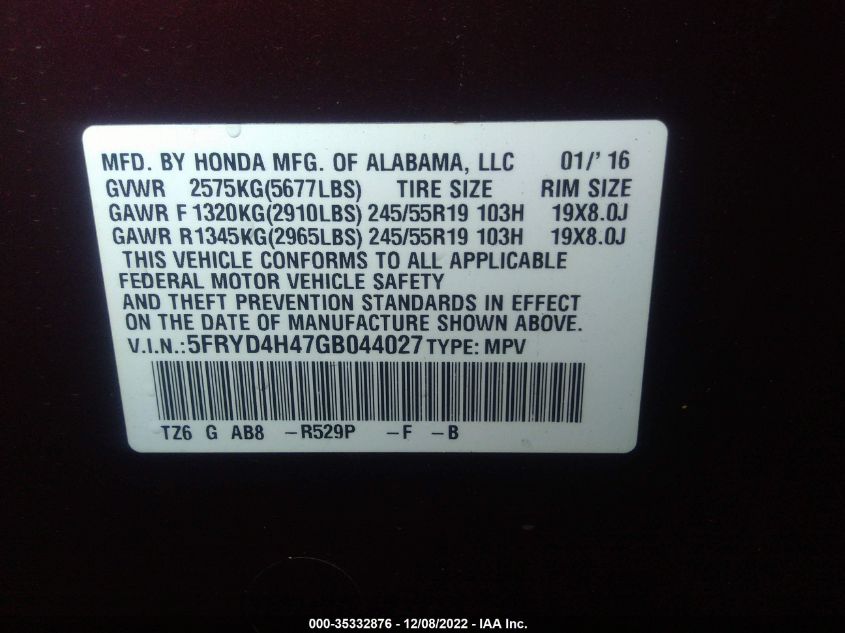 MFD. BY HONDA MFG. OF ALABAMA, LLC 01/' 16
GVWR 2575KG(5677LBS) TIRE SIZE RIM SIZE
GAWR F 1320KG(2910LBS) 245/55R19 103H 19X8.0J
GAWR R 1345KG(2965LBS) 245/55R19 103H 19X8.0J
THIS VEHICLE CONFORMS TO ALL APPLICABLE
FEDERAL MOTOR VEHICLE SAFETY
AND THEFT PREVENTION STANDARDS IN EFFECT
ON THE DATE OF MANUFACTURE SHOWN ABOVE.
V.I.N.:5FRYD4H47GB044027 TYPE: MPV
TZ6 G AB8 -R529P -F -B
000-35332876 - 12/08/2022 - IAA Inc.